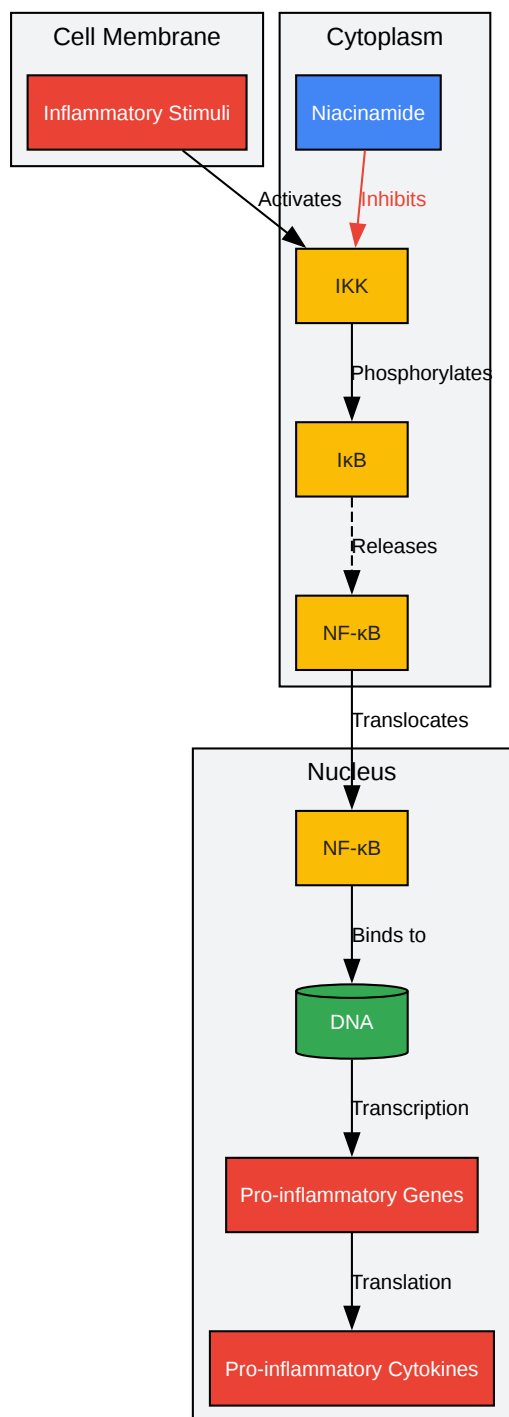 Cell Membrane
Cytoplasm
Inflammatory Stimuli
Niacinamide
Activates
Inhibits
IKK
Phosphorylates
IκB
Releases
NF-κB
Translocates
Nucleus
NF-κB
Binds to
DNA
Transcription
Pro-inflammatory Genes
Translation
Pro-inflammatory Cytokines